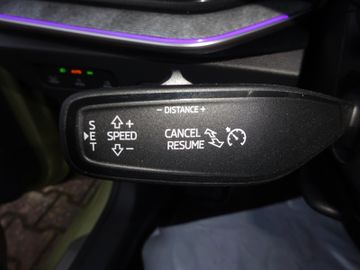 - DISTANCE +
SET
+
SPEED
-
CANCEL
RESUME